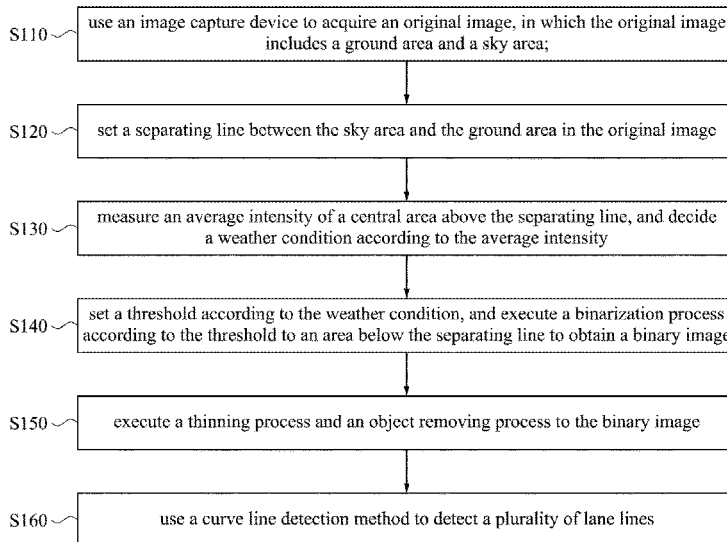 S110
use an image capture device to acquire an original image, in which the original image
includes a ground area and a sky area;
S120
set a separating line between the sky area and the ground area in the original image
S130
measure an average intensity of a central area above the separating line, and decide
a weather condition according to the average intensity
S140
set a threshold according to the weather condition, and execute a binarization process
according to the threshold to an area below the separating line to obtain a binary image
S150
execute a thinning process and an object removing process to the binary image
S160
use a curve line detection method to detect a plurality of lane lines